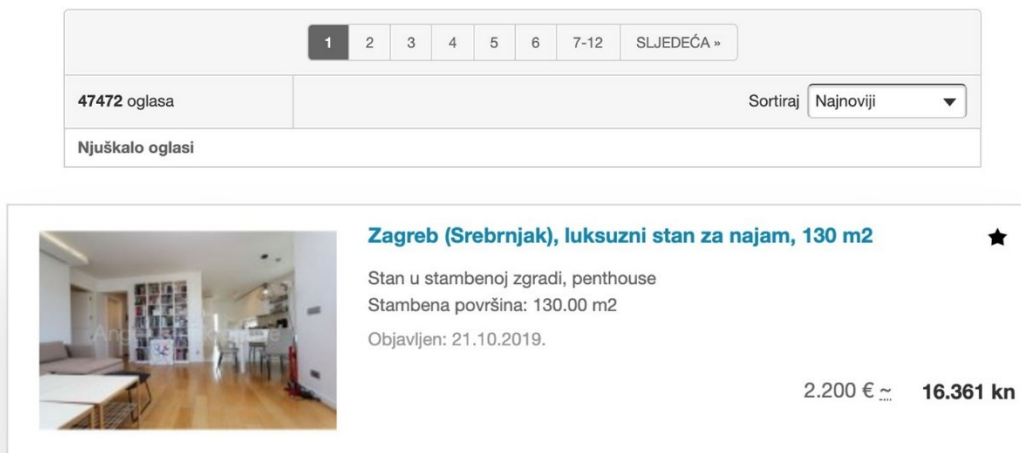 1 2 3 4 5 6 7-12 SLJEDEĆA »
47472 oglasa Sortiraj Najnoviji
Njuškalo oglasi
Zagreb (Srebrnjak), luksuzni stan za najam, 130 m2
Stan u stambenoj zgradi, penthouse
Stambena površina: 130.00 m2
Objavljen: 21.10.2019.
2.200 € ~ 16.361 kn